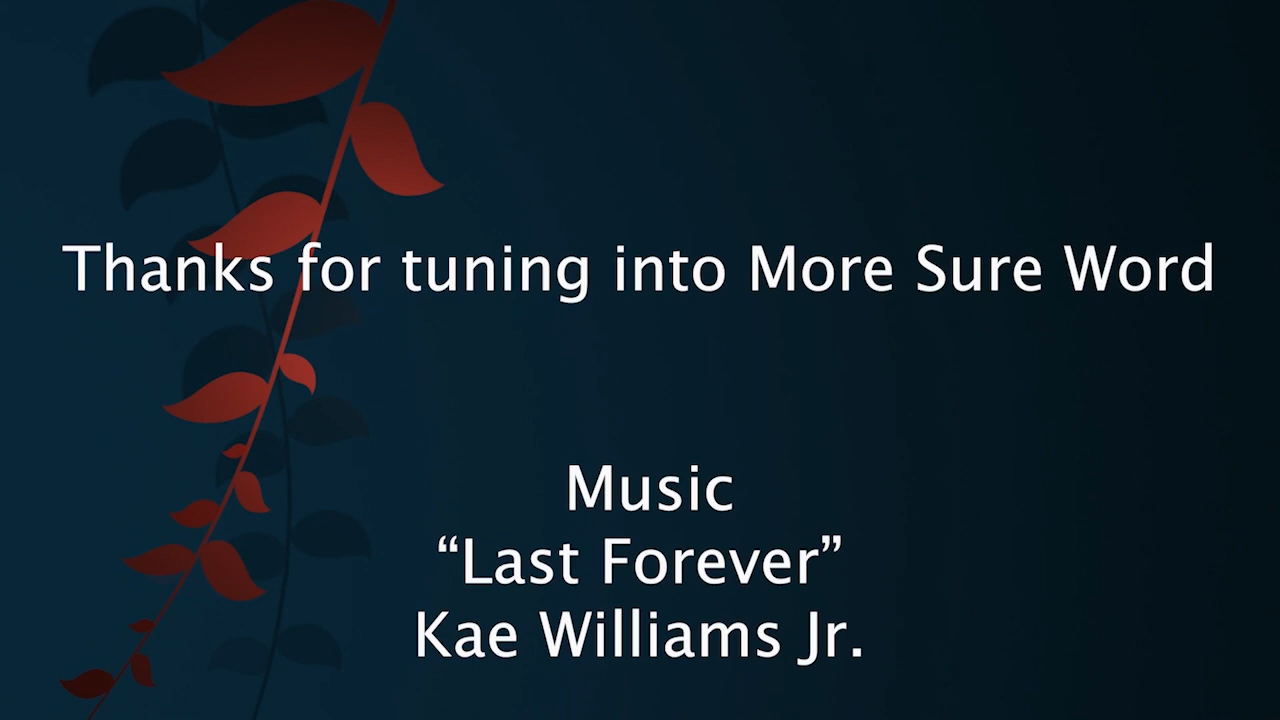 Thanks for tuning into More Sure Word
Music
“Last Forever”
Kae Williams Jr.